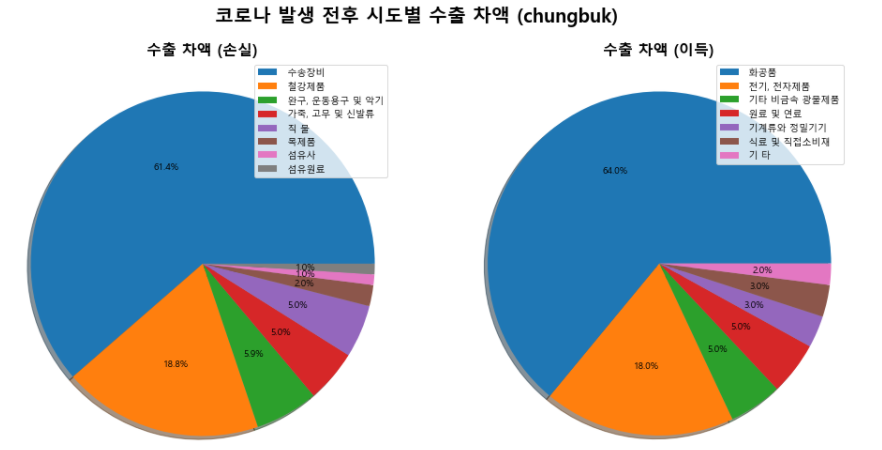 코로나 발생 전후 시도별 수출 차액 (chungbuk)
수출 차액 (손실)
수송장비
철강제품
완구, 운동용구 및 악기
가죽, 고무 및 신발류
직 물
목제품
섬유사
섬유원료
61.4%
18.8%
5.9%
5.0%
5.0%
2.0%
1.0%
1.0%
수출 차액 (이득)
화공품
전기, 전자제품
기타 비금속 광물제품
원료 및 연료
기계류와 정밀기기
식료 및 직접소비재
기 타
64.0%
18.0%
5.0%
5.0%
3.0%
3.0%
2.0%